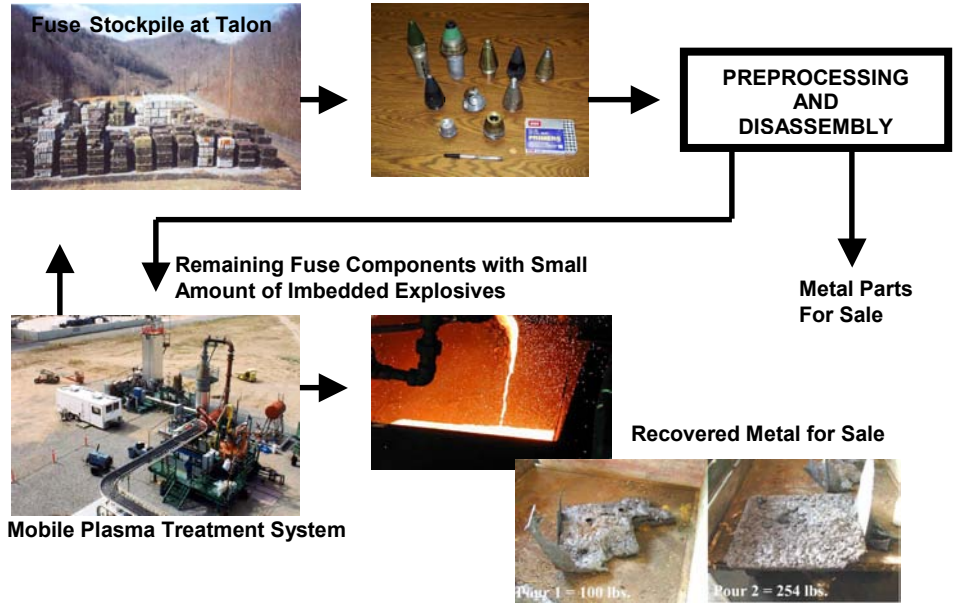 Fuse Stockpile at Talon
PREPROCESSING
AND
DISASSEMBLY
PRIMERS
Remaining Fuse Components with Small
Amount of Imbedded Explosives
Metal Parts
For Sale
Mobile Plasma Treatment System
Recovered Metal for Sale
Pour 1 = 100 lbs.
Pour 2 = 254 lbs.